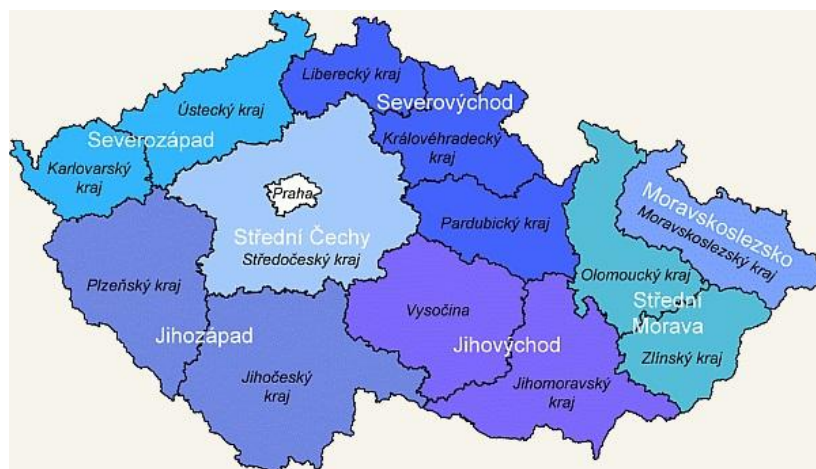 Liberecký kraj
Severovýchod
Ústecký kraj
Severozápad
Královéhradecký
kraj
Karlovarský
kraj
Praha
Pardubický kraj
Moravskoslezsko
Moravskoslezský kraj
Střední Čechy
Středočeský kraj
Plzeňský kraj
Olomoucký kraj
Střední
Morava
Vysočina
Jihozápad
Jihovýchod
Zlínský kraj
Jihočeský
kraj
Jihomoravský
kraj